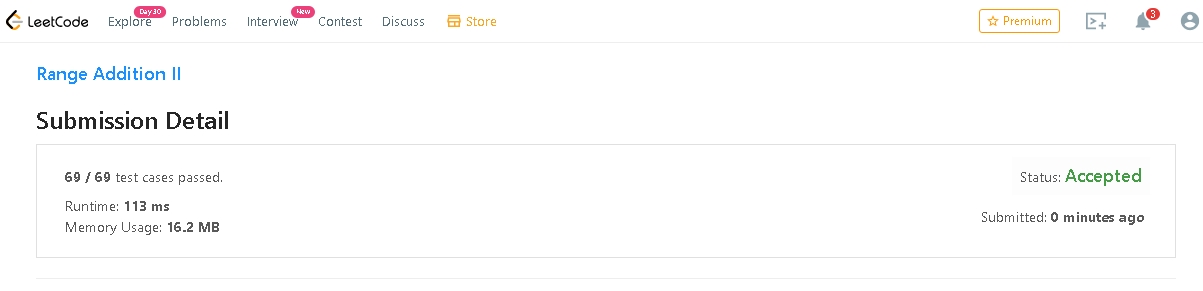 LeetCode Explore Day 30 Problems Interview New Contest Discuss Store Premium 3
Range Addition II
Submission Detail
69 / 69 test cases passed.
Status: Accepted
Runtime: 113 ms
Memory Usage: 16.2 MB
Submitted: 0 minutes ago